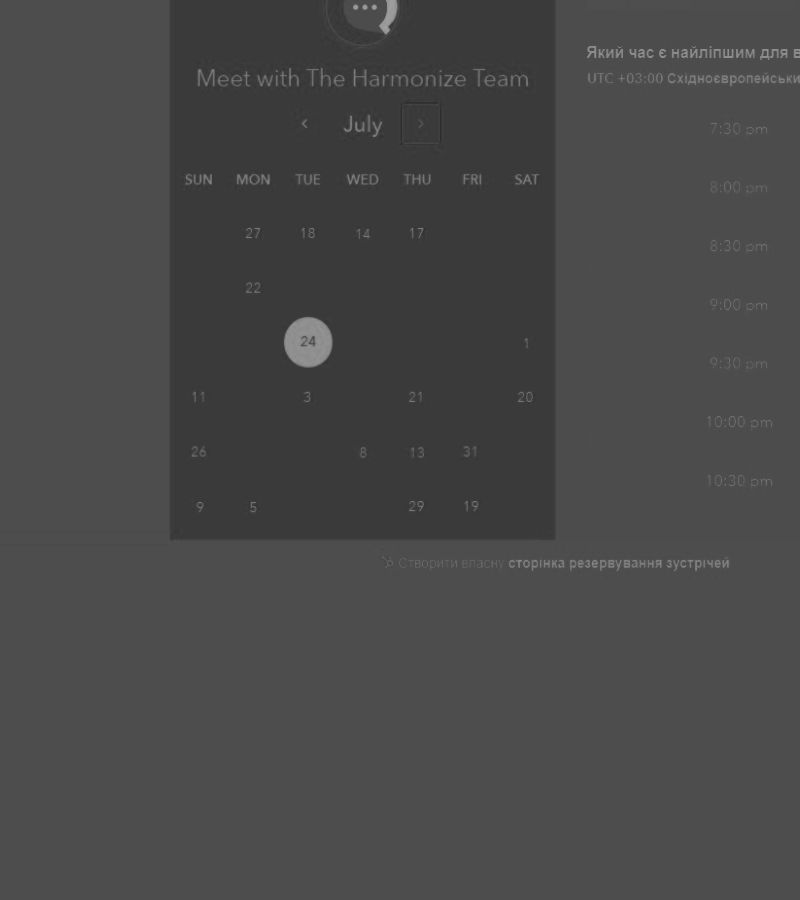 Meet with The Harmonize Team
July
SUN MON TUE WED THU FRI SAT
27 18 14 17
22
24 1
11 3 21 20
26 8 13 31
9 5 29 19
Який час є найліпшим для
UTC +03:00 Східноєвропейськи
7:30 pm
8:00 pm
8:30 pm
9:00 pm
9:30 pm
10:00 pm
10:30 pm
Створити власну сторінка резервування зустрічей